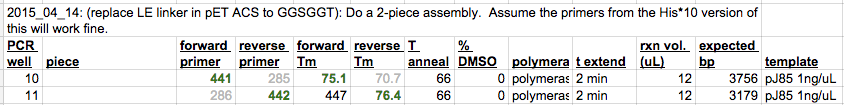 2015_04_14: (replace LE linker in pET ACS to GGSGGT): Do a 2-piece assembly.  Assume the primers from the His*10 version of
this will work fine.
PCR forward reverse forward reverse T % rxn vol. expected
well piece primer primer Tm Tm anneal DMSO polymera t extend (uL) bp template
10 441 285 75.1 70.7 66 0 polymeras 2 min 12 3756 pJ85 1ng/uL
11 286 442 447 76.4 66 0 polymeras 2 min 12 3179 pJ85 1ng/uL